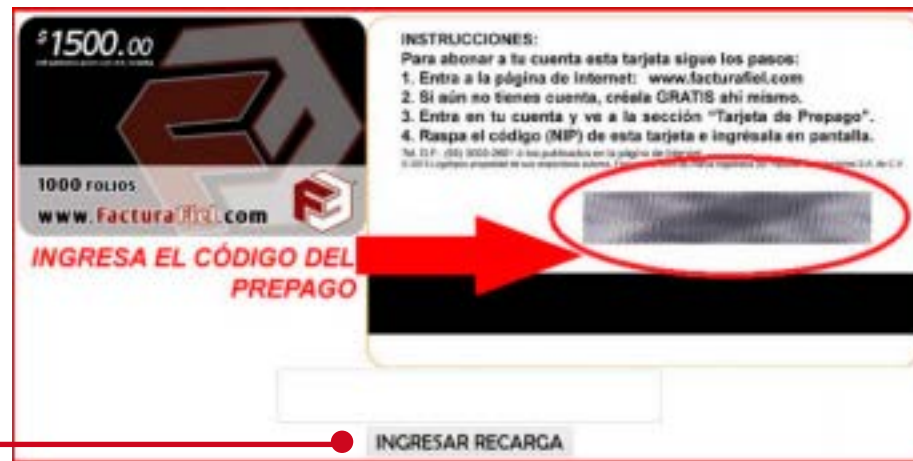 $1500.00
1000 FOLIOS
www.FacturaFiel.com
INGRESA EL CÓDIGO DEL
PREPAGO
INSTRUCCIONES:
Para abonar a tu cuenta esta tarjeta sigue los pasos:
1. Entra a la página de Internet: www.facturafiel.com
2. Si aún no tienes cuenta, créala GRATIS ahí mismo.
3. Entra en tu cuenta y ve a la sección “Tarjeta de Prepago”.
4. Raspa el código (NIP) de esta tarjeta e ingrésala en pantalla.
INGRESAR RECARGA